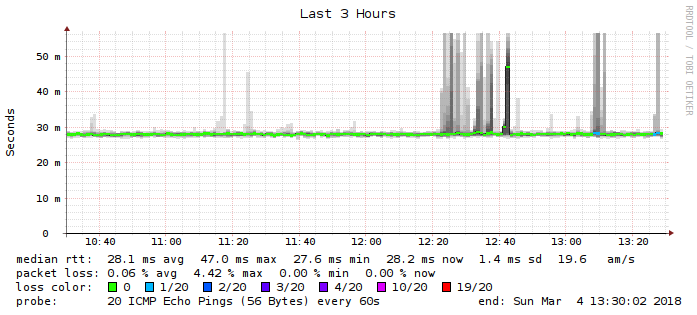 Last 3 Hours
RRDTOOL / TOBI OETIKER
Seconds
50 m
40 m
30 m
20 m
10 m
0
10:40 11:00 11:20 11:40 12:00 12:20 12:40 13:00 13:20
median rtt: 28.1 ms avg 47.0 ms max 27.6 ms min 28.2 ms now 1.4 ms sd 19.6 am/s
packet loss: 0.06 % avg 4.42 % max 0.00 % min 0.00 % now
loss color: 0 1/20 2/20 3/20 4/20 10/20 19/20
probe: 20 ICMP Echo Pings (56 Bytes) every 60s end: Sun Mar 4 13:30:02 2018